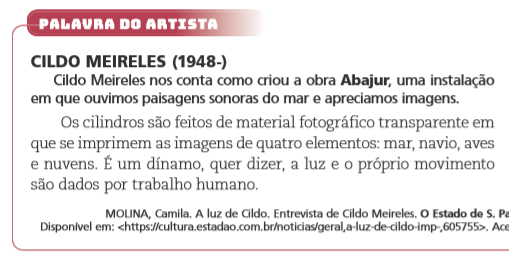 PALAVRA DO ARTISTA
CILDO MEIRELES (1948-)
Cildo Meireles nos conta como criou a obra Abajur, uma instalação
em que ouvimos paisagens sonoras do mar e apreciamos imagens.
Os cilindros são feitos de material fotográfico transparente em
que se imprimem as imagens de quatro elementos: mar, navio, aves
e nuvens. É um dínamo, quer dizer, a luz e o próprio movimento
são dados por trabalho humano.
MOLINA, Camila. A luz de Cildo. Entrevista de Cildo Meireles. O Estado de S. Pa
Disponível em: <https://cultura.estadao.com.br/noticias/geral,a-luz-de-cildo-imp-,605755>. Ace